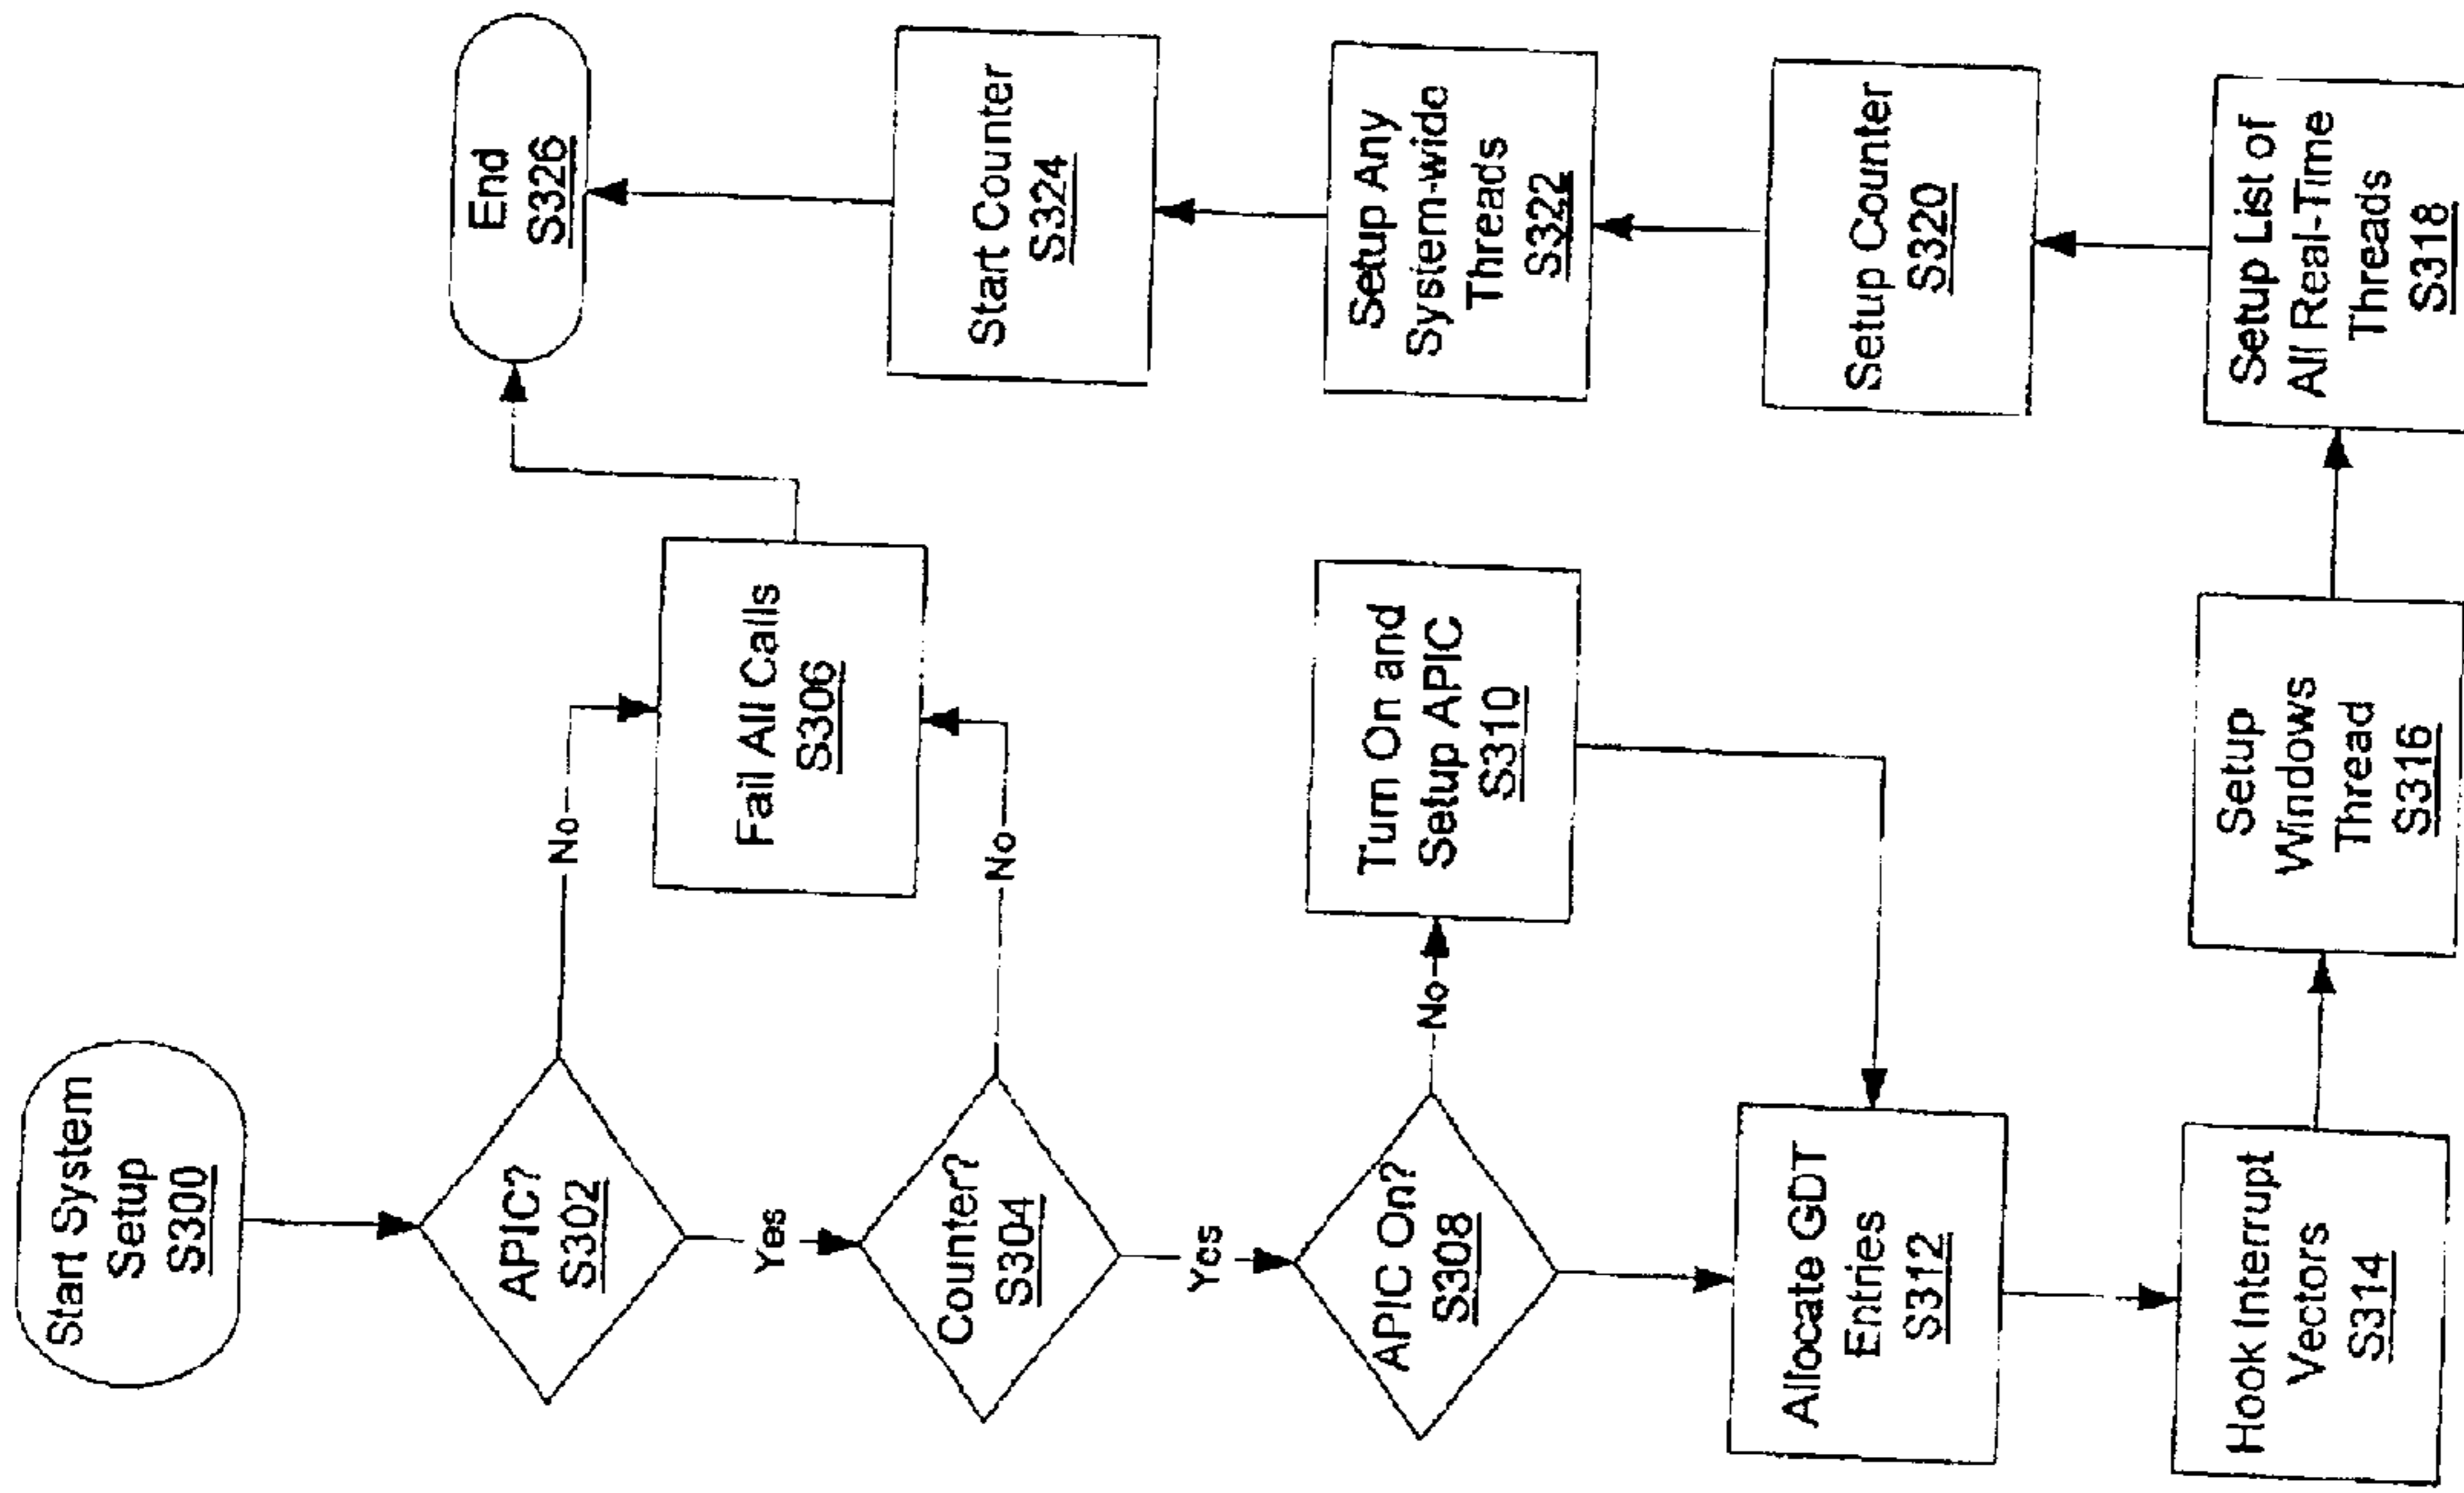 Start System
Setup
S300
APIC?
S302
No
Yes
Counter?
S304
No
Yes
Fail All Calls
S306
APIC On?
S308
No
Turn On and
Setup APIC
S310
Allocate GDT
Entries
S312
Hook Interrupt
Vectors
S314
Setup
Windows
Thread
S316
Setup List of
All Real-Time
Threads
S318
Setup Counter
S320
Setup Any
System-wide
Threads
S322
Start Counter
S324
End
S326